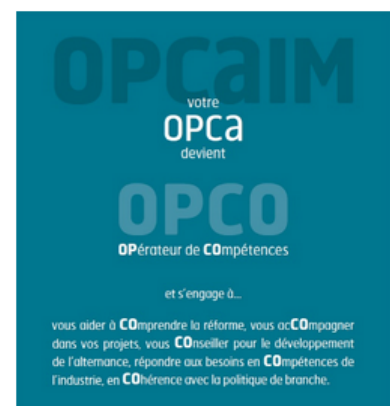 OPCaIM
votre
OPCa
devient
OPCO
OPérateur de COmpétences
et s'engage à...
vous aider à COmprendre la réforme, vous acCOmpagner
dans vos projets, vous COnseiller pour le développement
de l'alternance, répondre aux besoins en COmpétences de
l'industrie, en COhérence avec la politique de branche.